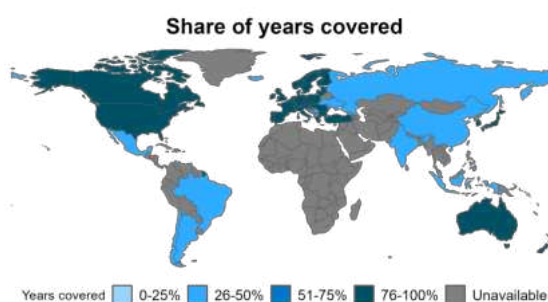 Share of years covered
Years covered 0-25% 26-50% 51-75% 76-100% Unavailable